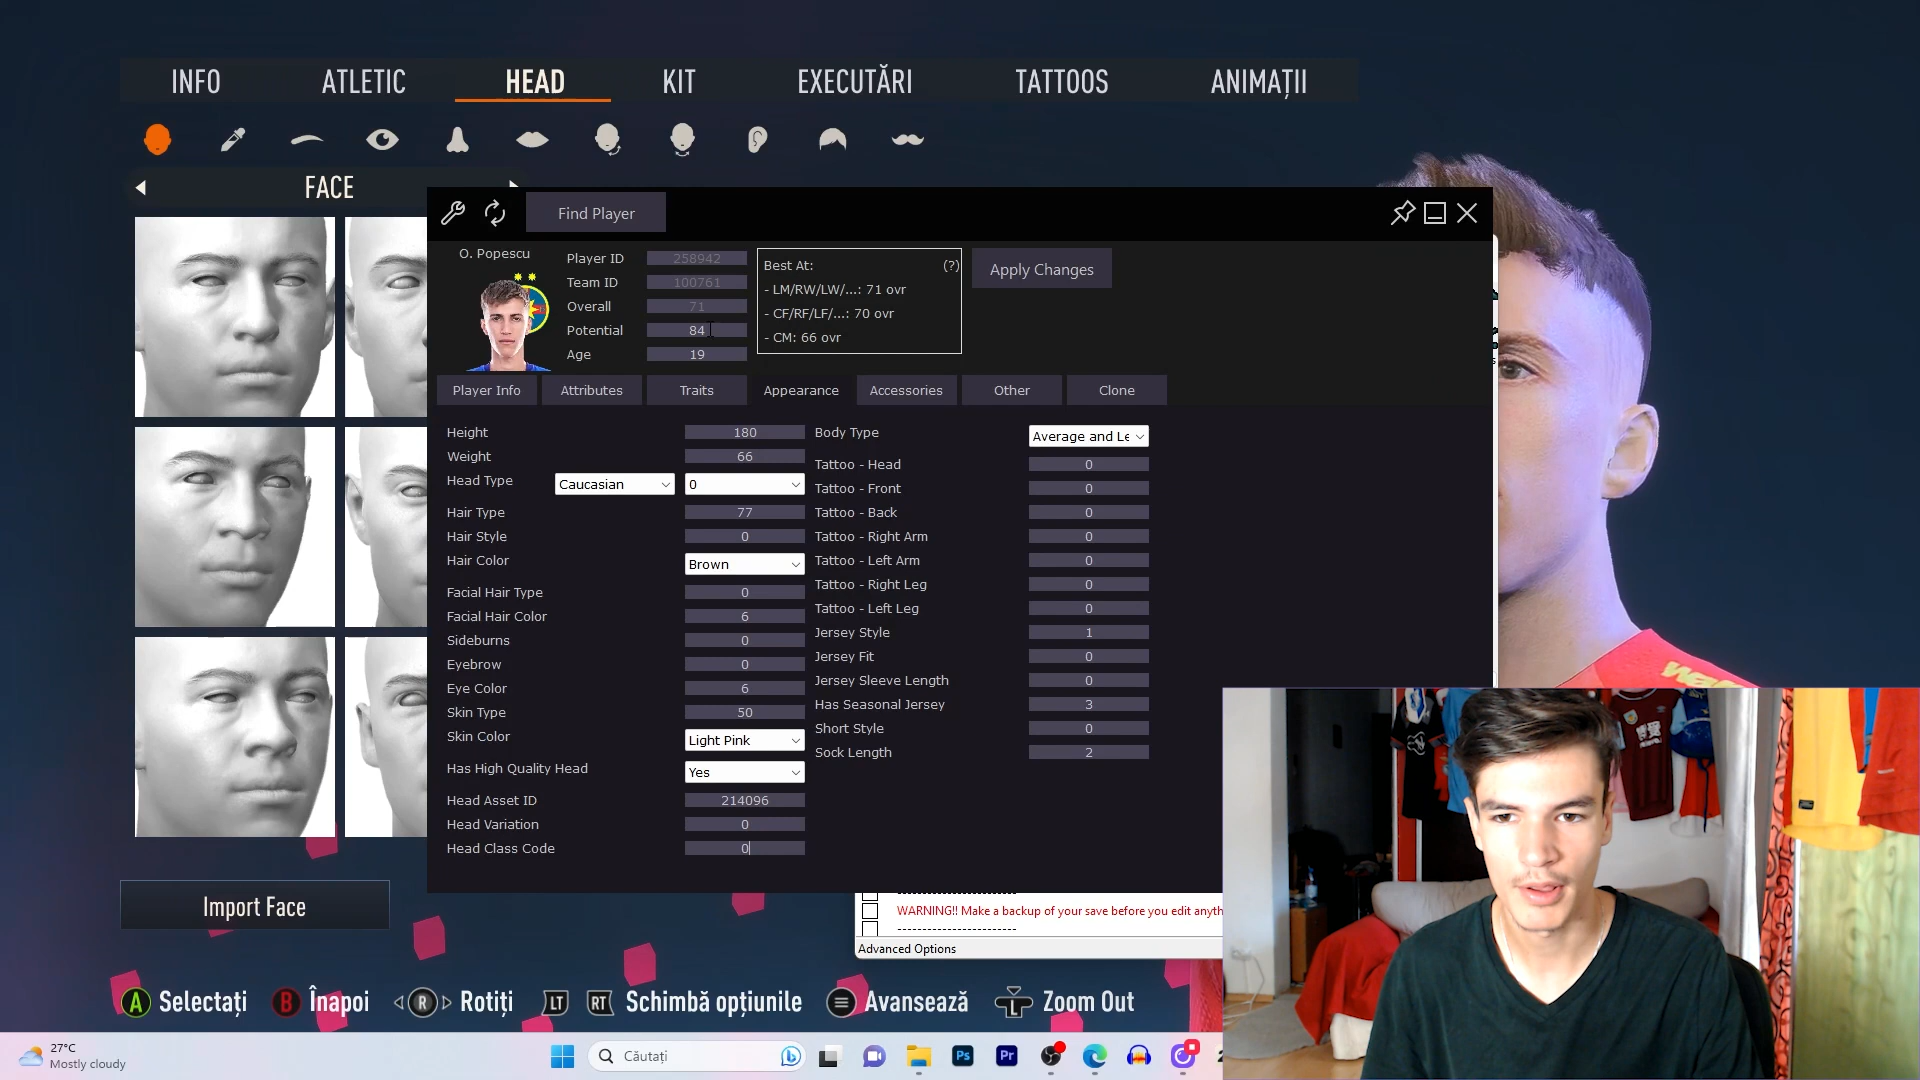 INFO ATLETIC HEAD KIT EXECUTĂRI TATTOOS ANIMAȚII
FACE
Find Player
O. Popescu
Player ID 258942
Team ID 100761
Overall 71
Potential 84
Age 19
Best At: (?)
- LM/RW/LW/...: 71 ovr
- CF/RF/LF/...: 70 ovr
- CM: 66 ovr
Apply Changes
Player Info Attributes Traits Appearance Accessories Other Clone
Height 180
Weight 66
Head Type Caucasian 0
Hair Type 77
Hair Style 0
Hair Color Brown
Facial Hair Type 0
Facial Hair Color 6
Sideburns 0
Eyebrow 0
Eye Color 6
Skin Type 50
Skin Color Light Pink
Has High Quality Head Yes
Head Asset ID 214096
Head Variation 0
Head Class Code 0
Body Type Average and Le
Tattoo - Head 0
Tattoo - Front 0
Tattoo - Back 0
Tattoo - Right Arm 0
Tattoo - Left Arm 0
Tattoo - Right Leg 0
Tattoo - Left Leg 0
Jersey Style 1
Jersey Fit 0
Jersey Sleeve Length 0
Has Seasonal Jersey 3
Short Style 0
Sock Length 2
Import Face
------------------------
WARNING!! Make a backup of your save before you edit anyth
------------------------
Advanced Options
A Selectați B Înapoi R Rotiți LT RT Schimbă opțiunile Avansează L Zoom Out
27°C
Mostly cloudy
Căutați
Ps
Pr